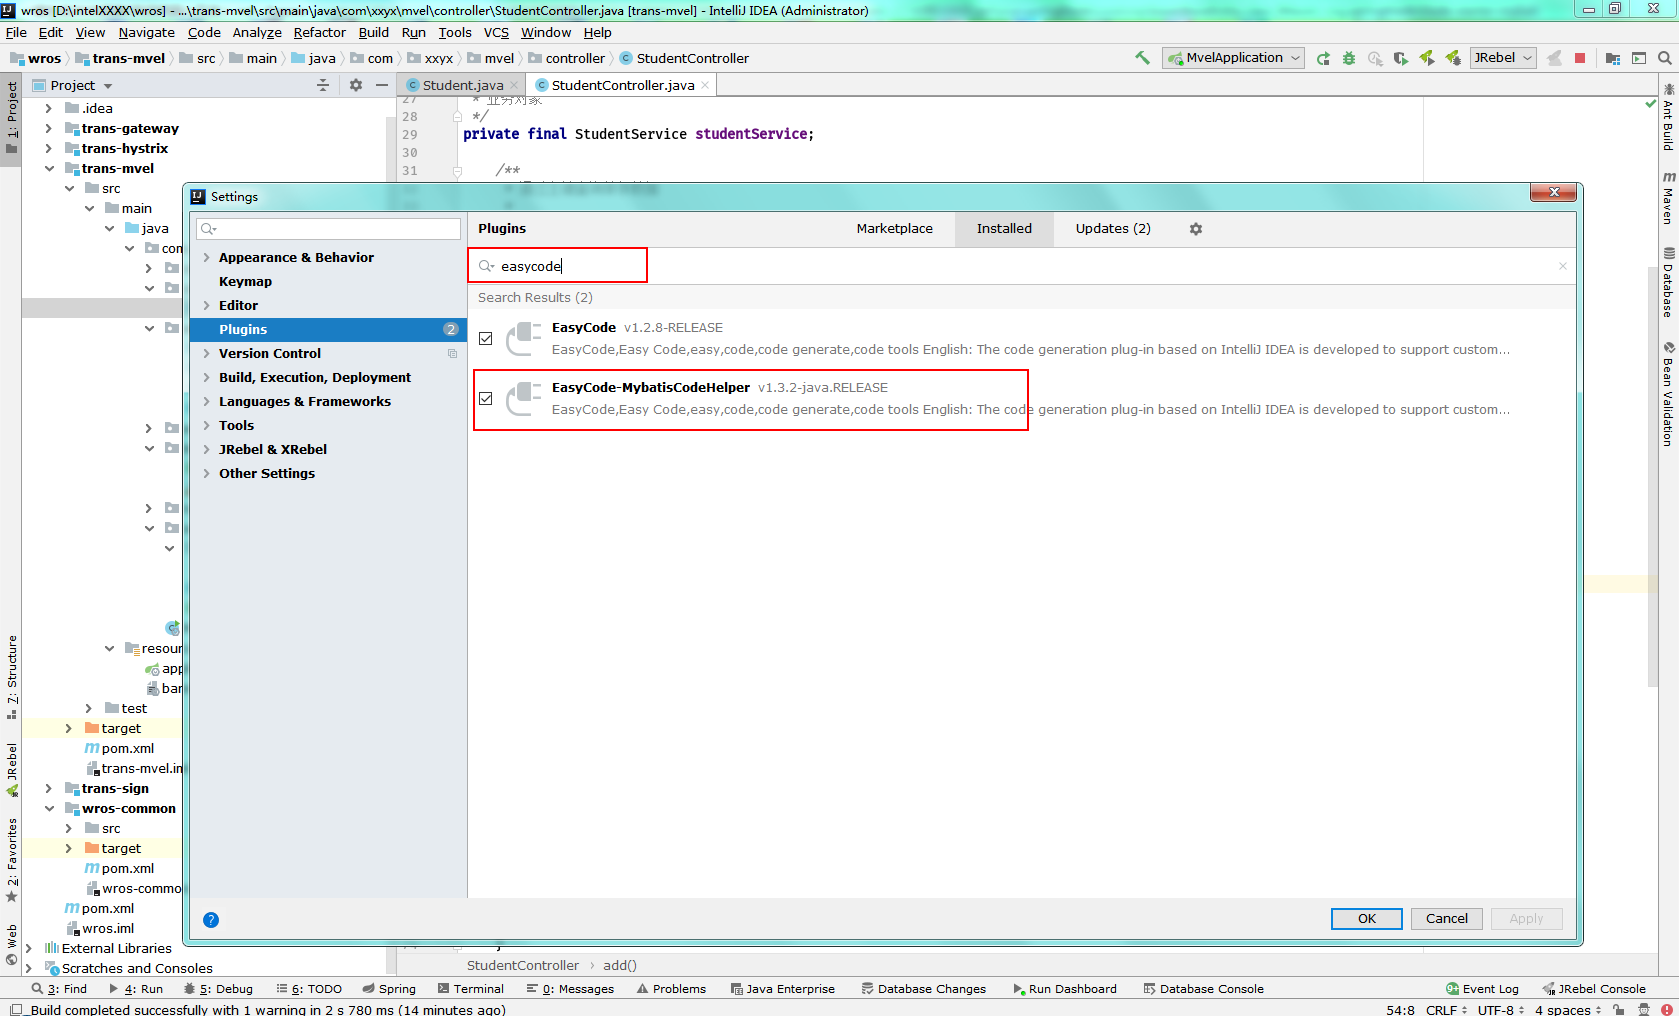 wros [D:\intelXXXX\wros] - ...\trans-mvel\src\main\java\com\xxyx\mvel\controller\StudentController.java [trans-mvel] - IntelliJ IDEA (Administrator)
File Edit View Navigate Code Analyze Refactor Build Run Tools VCS Window Help
wros trans-mvel src main java com xxyx mvel controller StudentController MvelApplication JRebel
Project Student.java StudentController.java
1: Project
7: Structure
JRebel
2: Favorites
Web
.idea
trans-gateway
trans-hystrix
trans-mvel
src
main
java
com
resour
app
bar
test
target
pom.xml
trans-mvel.im
trans-sign
wros-common
src
target
pom.xml
wros-commo
pom.xml
wros.iml
External Libraries
Scratches and Consoles
27 * 业务对象
28 */
29 private final StudentService studentService;
30
31 /**
Settings
Appearance & Behavior
Keymap
Editor
Plugins 2
Version Control
Build, Execution, Deployment
Languages & Frameworks
Tools
JRebel & XRebel
Other Settings
Plugins Marketplace Installed Updates (2)
easycode
Search Results (2)
EasyCode v1.2.8-RELEASE
EasyCode,Easy Code,easy,code,code generate,code tools English: The code generation plug-in based on IntelliJ IDEA is developed to support custom...
EasyCode-MybatisCodeHelper v1.3.2-java.RELEASE
EasyCode,Easy Code,easy,code,code generate,code tools English: The code generation plug-in based on IntelliJ IDEA is developed to support custom...
? OK Cancel Apply
Ant Build
Maven
Database
Bean Validation
StudentController › add()
3: Find 4: Run 5: Debug 6: TODO Spring Terminal 0: Messages Problems Java Enterprise Database Changes Run Dashboard Database Console Event Log JRebel Console
Build completed successfully with 1 warning in 2 s 780 ms (14 minutes ago) 54:8 CRLF UTF-8 4 spaces